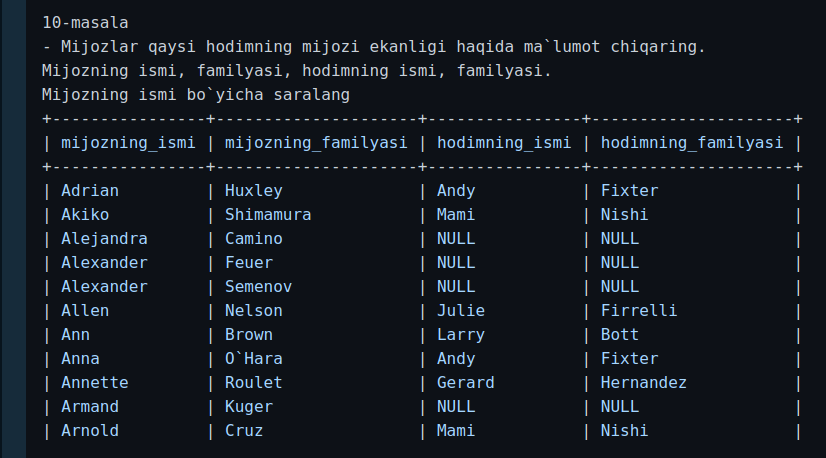 10-masala
- Mijozlar qaysi hodimning mijozi ekanligi haqida ma`lumot chiqaring.
Mijozning ismi, familyasi, hodimning ismi, familyasi.
Mijozning ismi bo`yicha saralang
+----------------+---------------------+----------------+---------------------+
| mijozning_ismi | mijozning_familyasi | hodimning_ismi | hodimning_familyasi |
+----------------+---------------------+----------------+---------------------+
| Adrian         | Huxley              | Andy           | Fixter              |
| Akiko          | Shimamura           | Mami           | Nishi               |
| Alejandra      | Camino              | NULL           | NULL                |
| Alexander      | Feuer               | NULL           | NULL                |
| Alexander      | Semenov             | NULL           | NULL                |
| Allen          | Nelson              | Julie          | Firrelli            |
| Ann            | Brown               | Larry          | Bott                |
| Anna           | O`Hara              | Andy           | Fixter              |
| Annette        | Roulet              | Gerard         | Hernandez           |
| Armand         | Kuger               | NULL           | NULL                |
| Arnold         | Cruz                | Mami           | Nishi               |